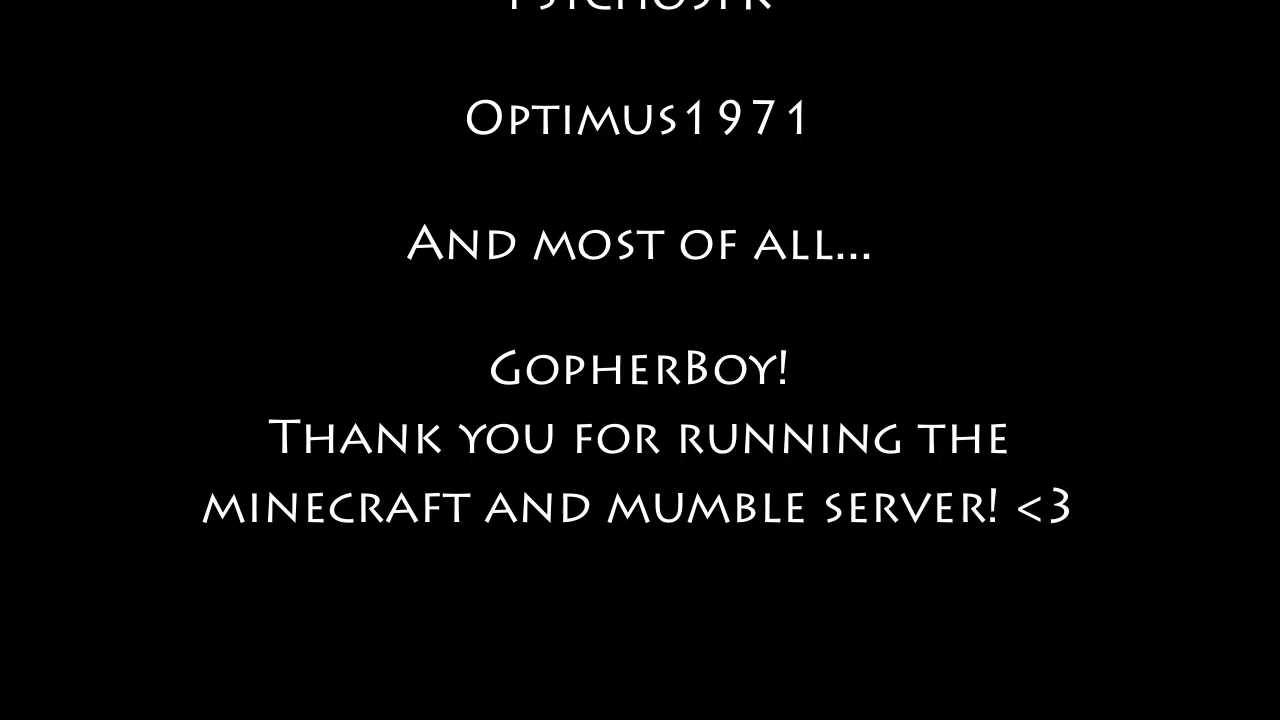 Optimus1971
And most of all...
GopherBoy!
Thank you for running the
minecraft and mumble server! <3